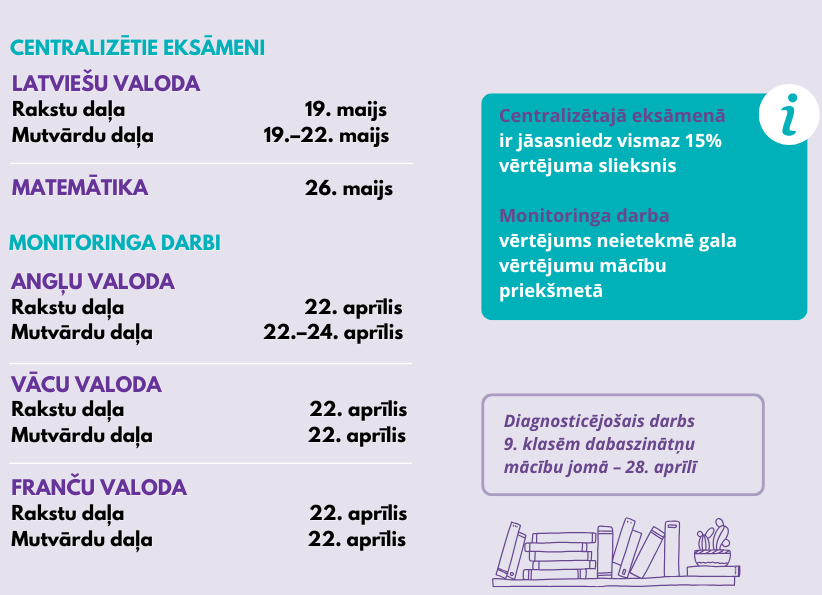 CENTRALIZĒTIE EKSĀMENI
LATVIEŠU VALODA
Rakstu daļa 19. maijs
Mutvārdu daļa 19.–22. maijs
MATEMĀTIKA 26. maijs
MONITORINGA DARBI
ANGĻU VALODA
Rakstu daļa 22. aprīlis
Mutvārdu daļa 22.–24. aprīlis
VĀCU VALODA
Rakstu daļa 22. aprīlis
Mutvārdu daļa 22. aprīlis
FRANČU VALODA
Rakstu daļa 22. aprīlis
Mutvārdu daļa 22. aprīlis
i
Centralizētajā eksāmenā
ir jāsasniedz vismaz 15%
vērtējuma slieksnis
Monitoringa darba
vērtējums neietekmē gala
vērtējumu mācību
priekšmetā
Diagnosticējošais darbs
9. klasēm dabaszinātņu
mācību jomā – 28. aprīlī